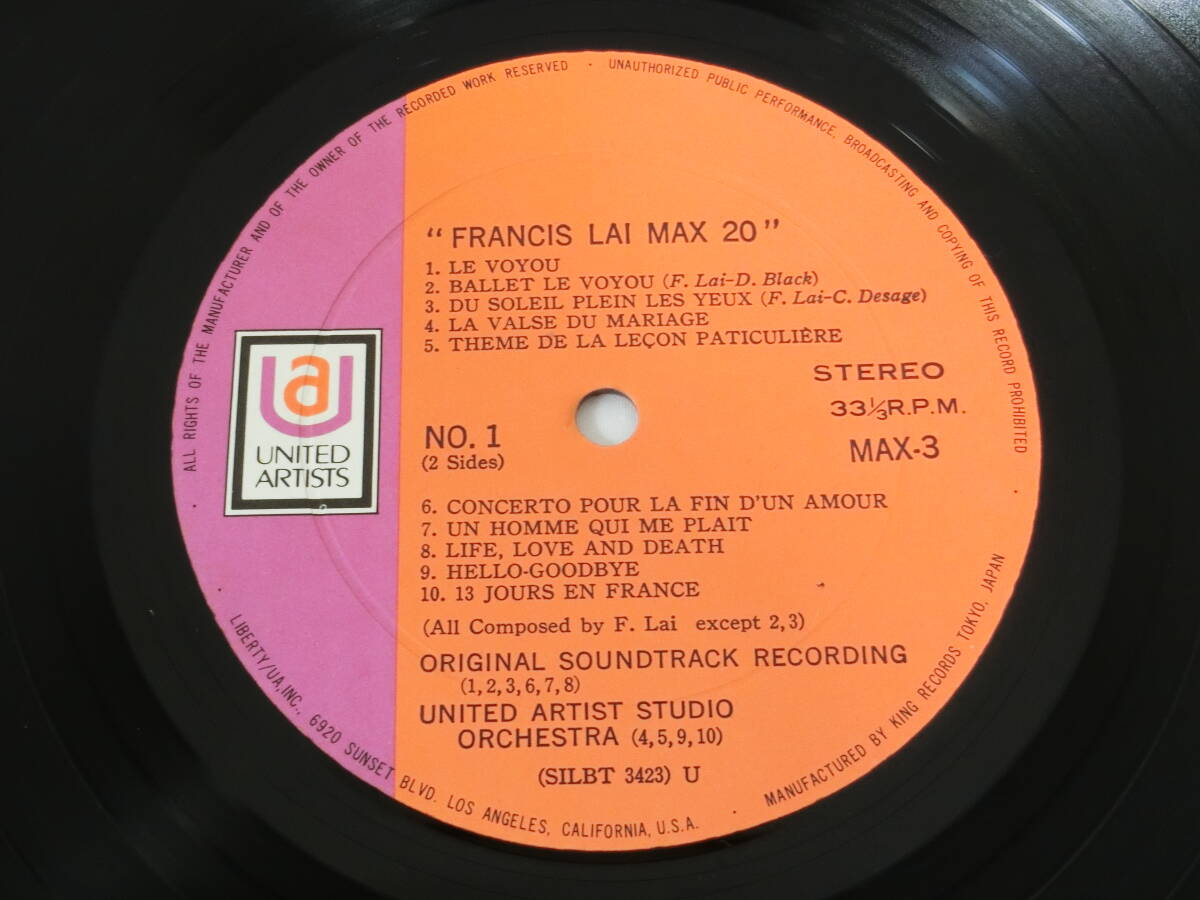 ALL RIGHTS OF THE MANUFACTURER AND OF THE OWNER OF THE RECORDED WORK RESERVED · UNAUTHORIZED PUBLIC PERFORMANCE, BROADCASTING AND COPYING OF THIS RECORD PROHIBITED
"FRANCIS LAI MAX 20"
1. LE VOYOU
2. BALLET LE VOYOU (F. Lai-D. Black)
3. DU SOLEIL PLEIN LES YEUX (F. Lai-C. Desage)
4. LA VALSE DU MARIAGE
5. THEME DE LA LEÇON PATICULIÈRE
STEREO
33⅓R.P.M.
MAX-3
NO. 1
(2 Sides)
ua
UNITED
ARTISTS
6. CONCERTO POUR LA FIN D'UN AMOUR
7. UN HOMME QUI ME PLAIT
8. LIFE, LOVE AND DEATH
9. HELLO-GOODBYE
10. 13 JOURS EN FRANCE
(All Composed by F. Lai except 2,3)
ORIGINAL SOUNDTRACK RECORDING
(1,2,3,6,7,8)
UNITED ARTIST STUDIO
ORCHESTRA (4,5,9,10)
(SILBT 3423) U
LIBERTY/UA,INC., 6920 SUNSET BLVD. LOS ANGELES, CALIFORNIA, U.S.A.
MANUFACTURED BY KING RECORDS TOKYO, JAPAN